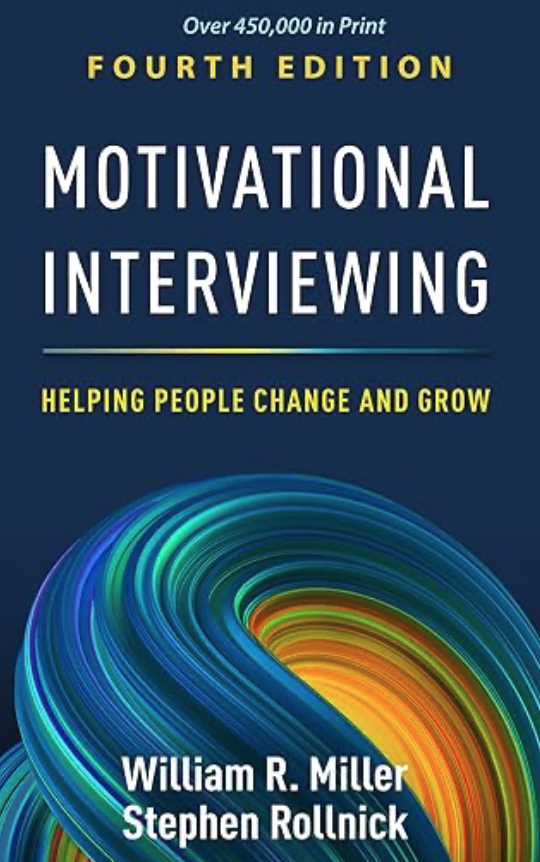 Over 450,000 in Print
FOURTH EDITION
MOTIVATIONAL
INTERVIEWING
HELPING PEOPLE CHANGE AND GROW
William R. Miller
Stephen Rollnick